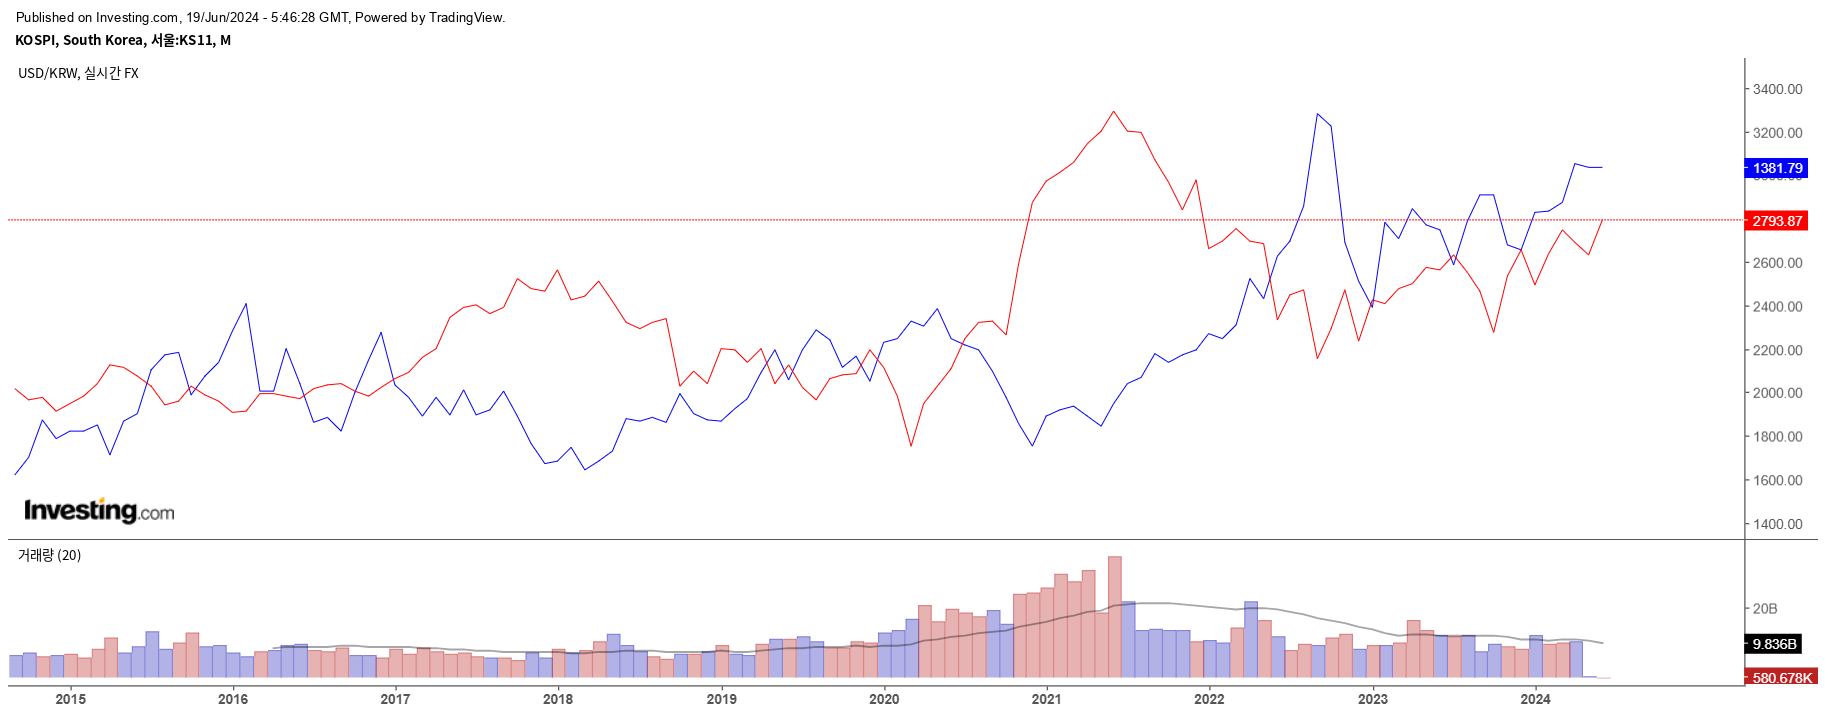 Published on Investing.com, 19/Jun/2024 - 5:46:28 GMT, Powered by TradingView.
KOSPI, South Korea, 서울:KS11, M
USD/KRW, 실시간 FX
3400.00
3200.00
1381.79
3000.00
2793.87
2600.00
2400.00
2200.00
2000.00
1800.00
1600.00
1400.00
Investing.com
거래량 (20)
20B
9.836B
580.678K
2015 2016 2017 2018 2019 2020 2021 2022 2023 2024